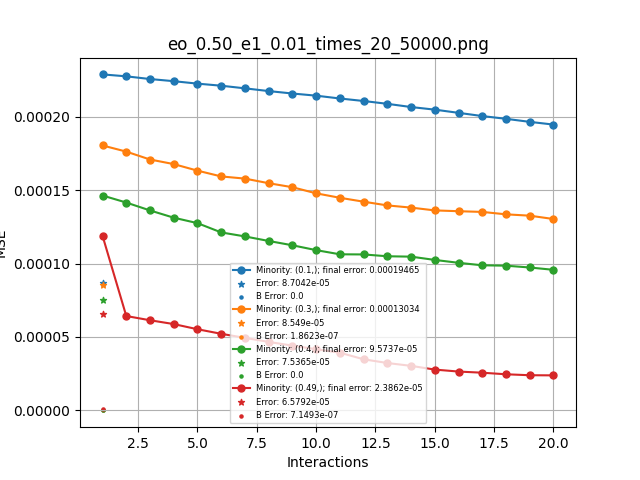 eo_0.50_e1_0.01_times_20_50000.png
MSE
0.00020
0.00015
0.00010
0.00005
0.00000
Minority: (0.1,); final error: 0.00019465
Error: 8.7042e-05
B Error: 0.0
Minority: (0.3,); final error: 0.00013034
Error: 8.549e-05
B Error: 1.8623e-07
Minority: (0.4,); final error: 9.5737e-05
Error: 7.5365e-05
B Error: 0.0
Minority: (0.49,); final error: 2.3862e-05
Error: 6.5792e-05
B Error: 7.1493e-07
2.5 5.0 7.5 10.0 12.5 15.0 17.5 20.0
Interactions